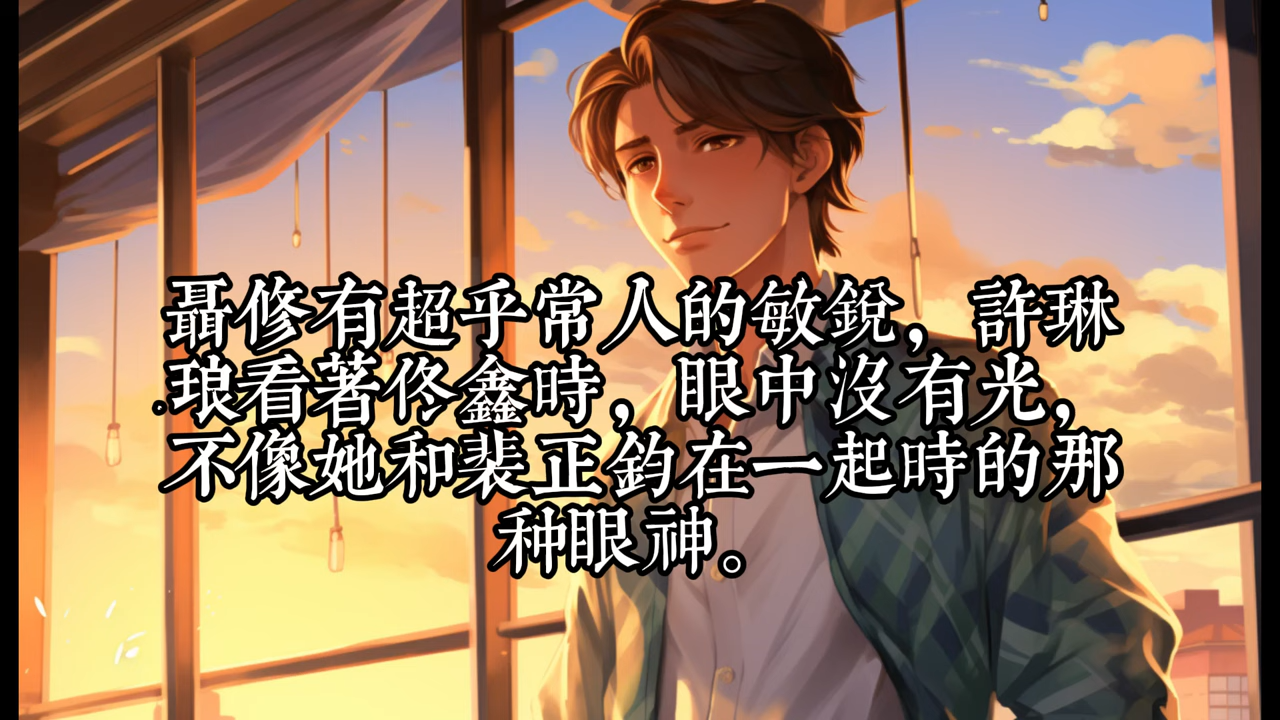 聶修有超乎常人的敏銳，許琳
琅看著佟鑫時，眼中沒有光，
不像她和裴正鈞在一起時的那
种眼神。